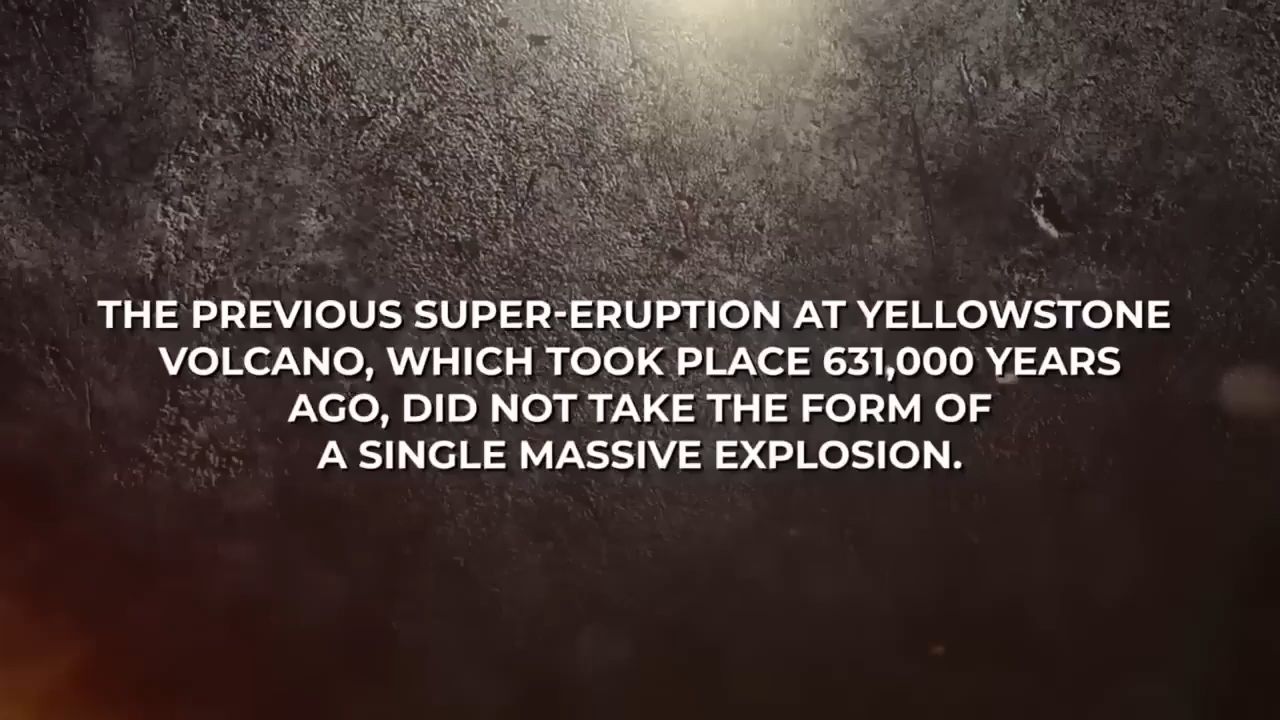 THE PREVIOUS SUPER-ERUPTION AT YELLOWSTONE
VOLCANO, WHICH TOOK PLACE 631,000 YEARS
AGO, DID NOT TAKE THE FORM OF
A SINGLE MASSIVE EXPLOSION.